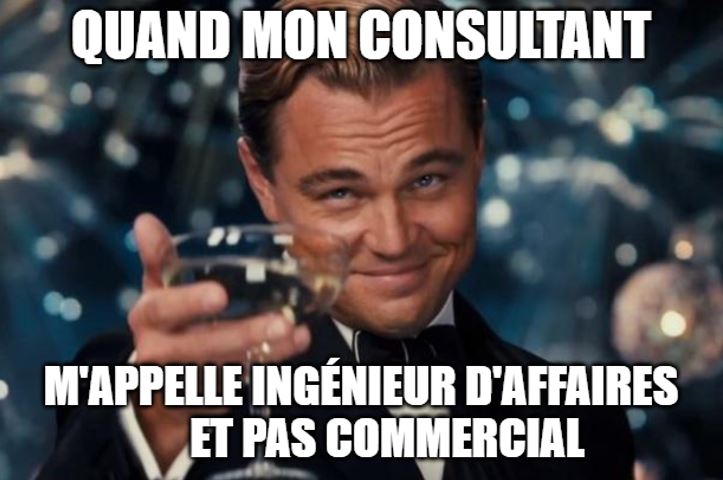 QUAND MON CONSULTANT
M'APPELLE INGÉNIEUR D'AFFAIRES
ET PAS COMMERCIAL